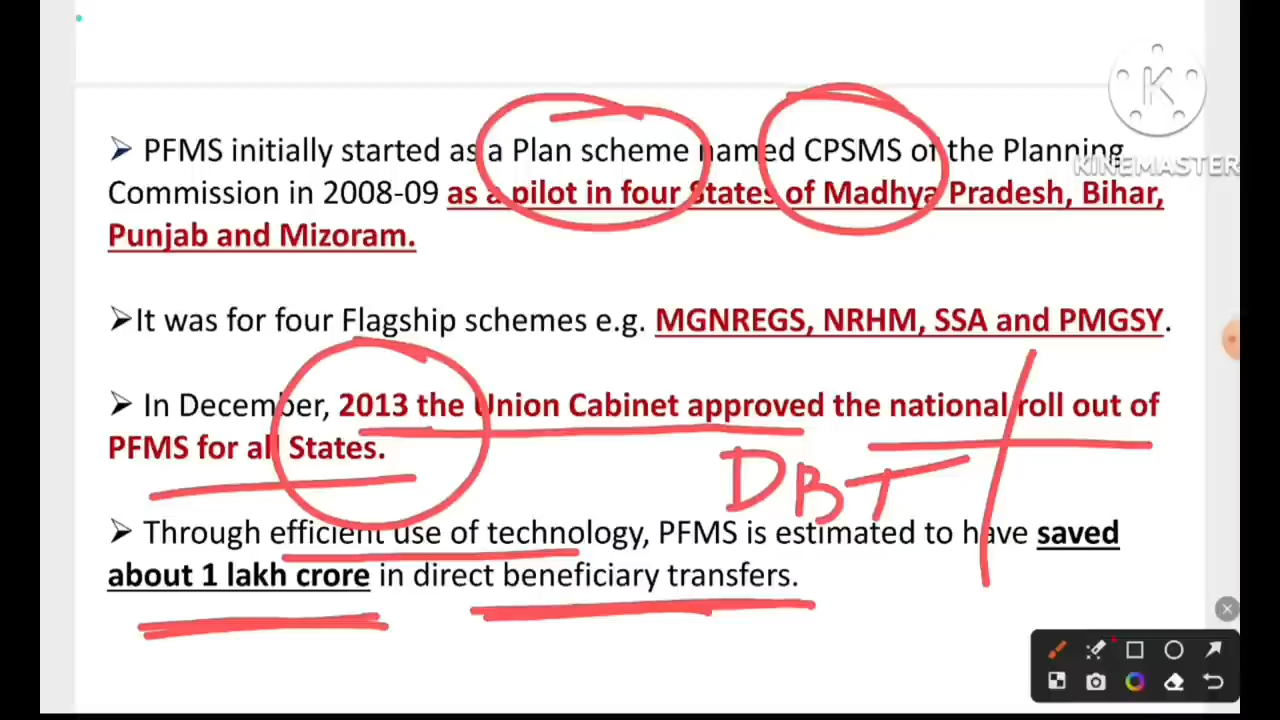 PFMS initially started as a Plan scheme named CPSMS of the Planning
Commission in 2008-09 as a pilot in four States of Madhya Pradesh, Bihar,
Punjab and Mizoram.
It was for four Flagship schemes e.g. MGNREGS, NRHM, SSA and PMGSY.
In December, 2013 the Union Cabinet approved the national roll out of
PFMS for all States.
DBT
Through efficient use of technology, PFMS is estimated to have saved
about 1 lakh crore in direct beneficiary transfers.
K
KINEMASTER